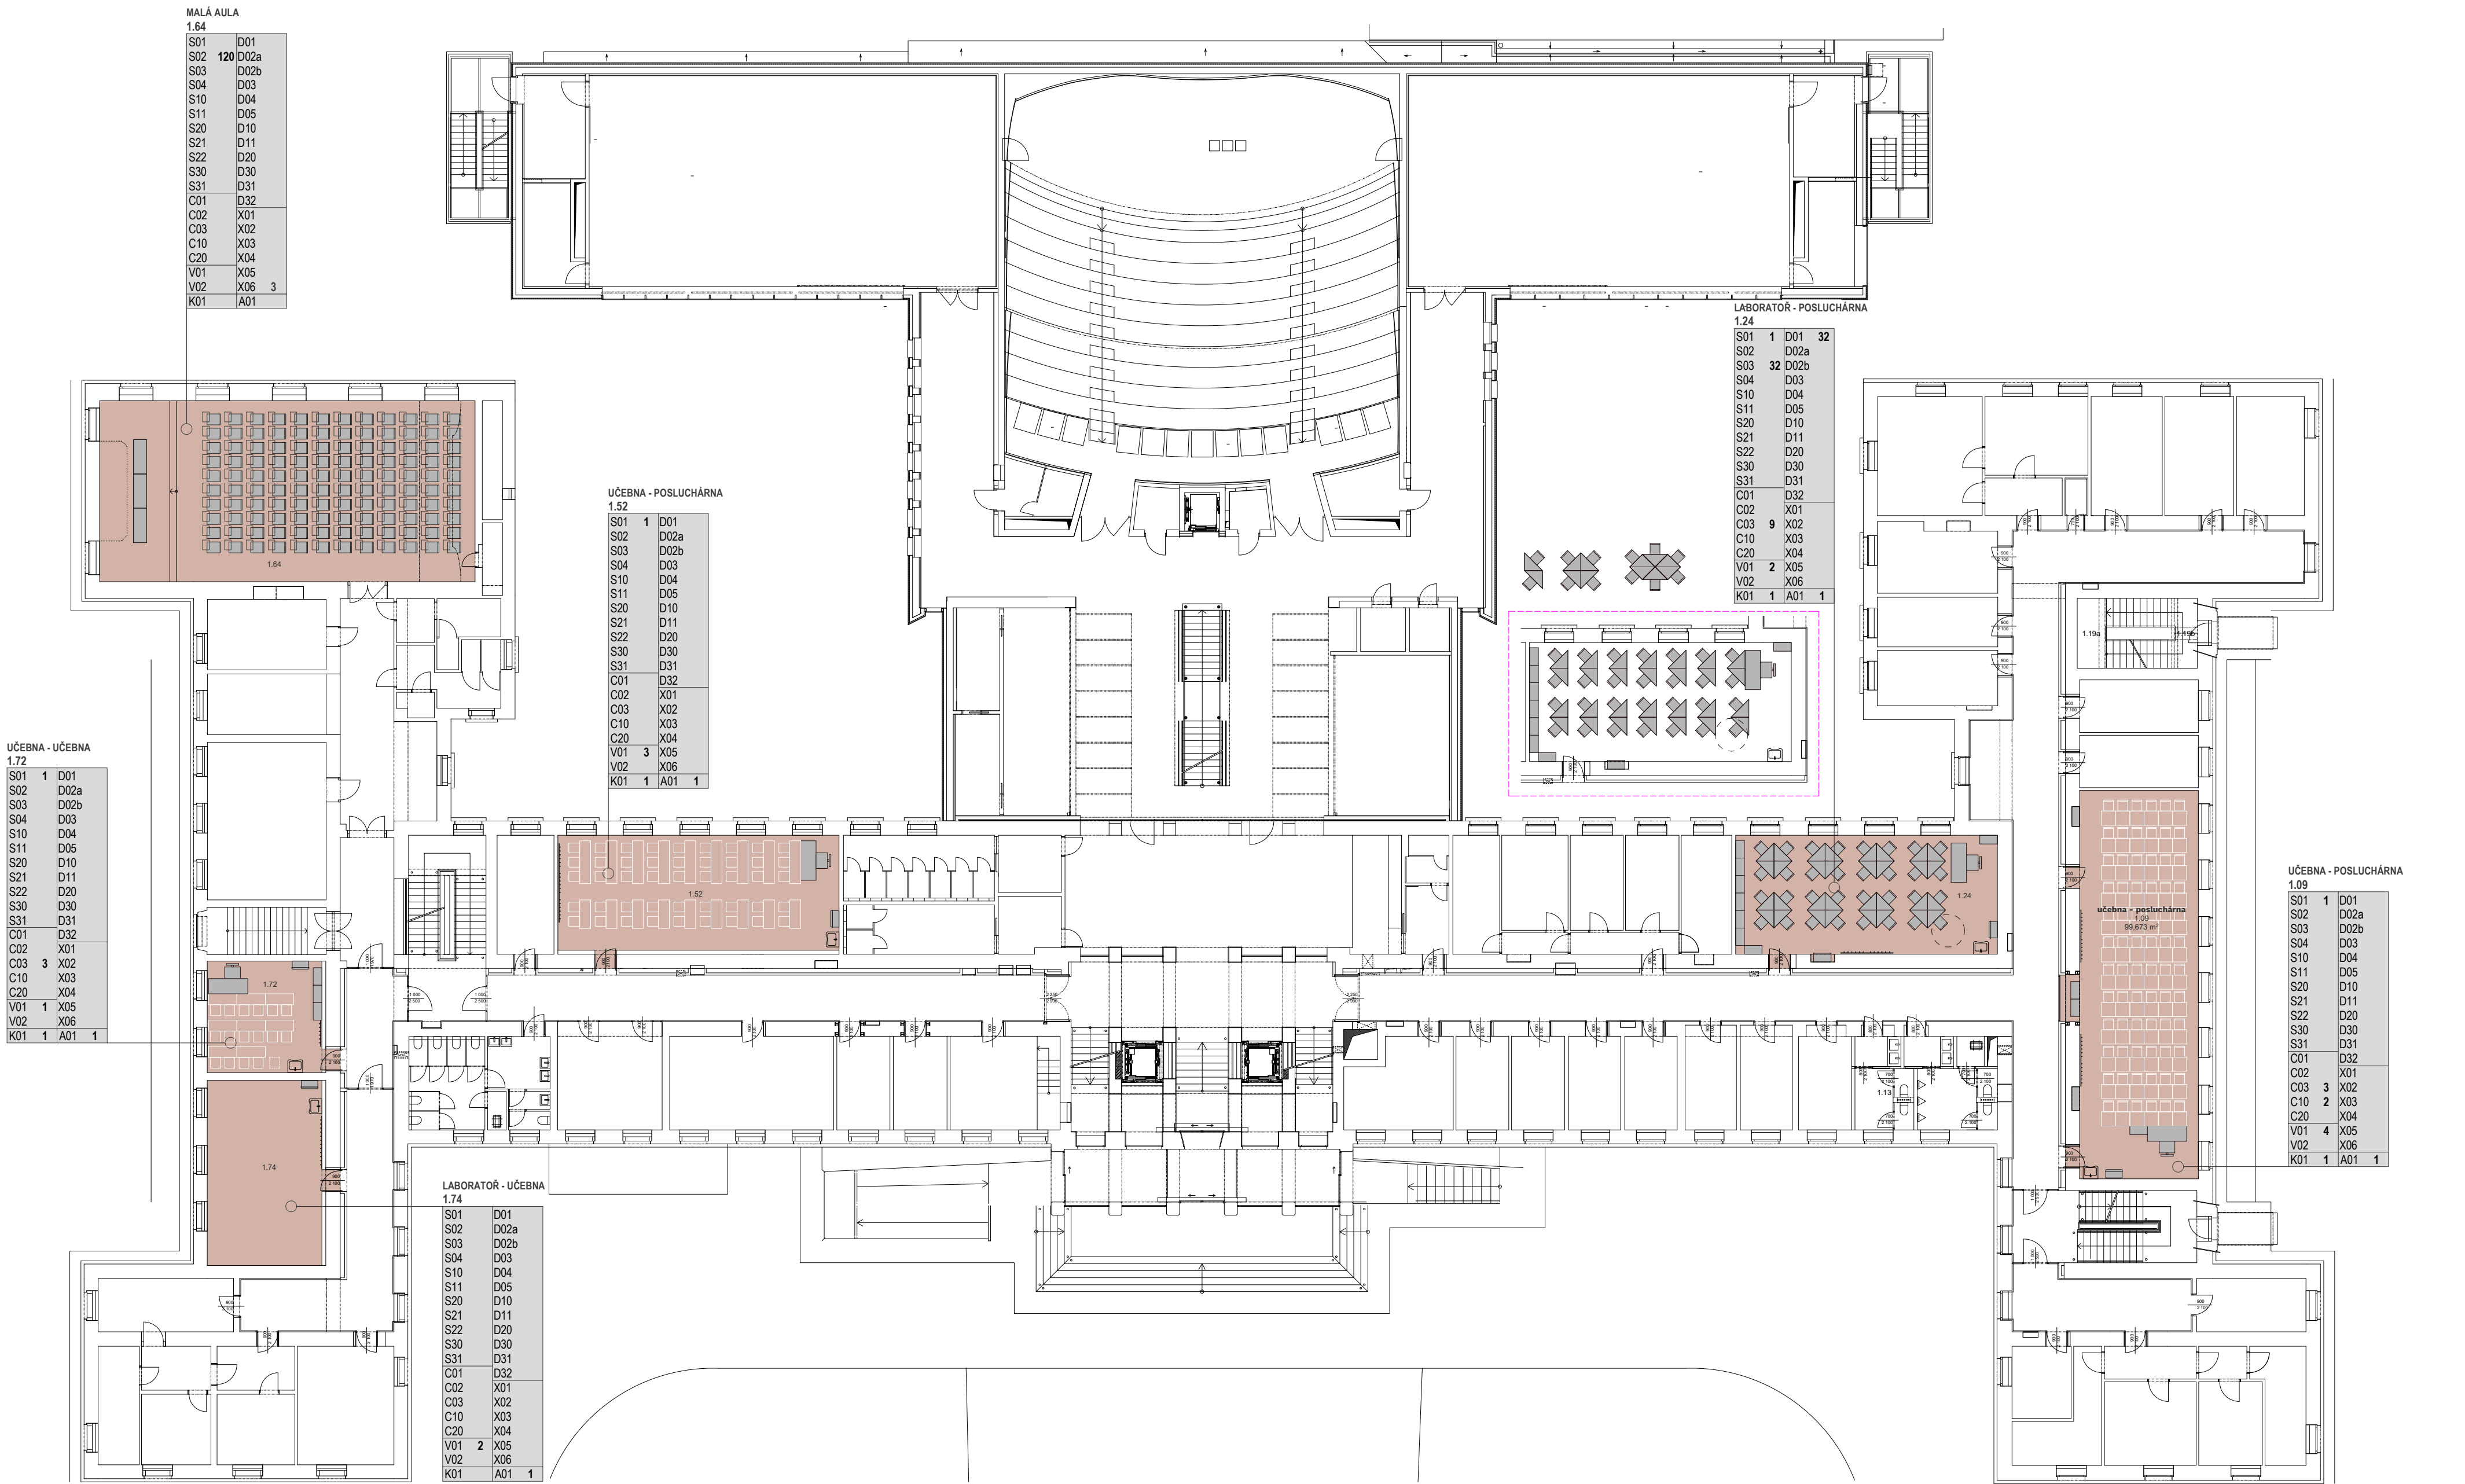 MALÁ AULA
1.64
S01 D01
S02 120 D02a
S03 D02b
S04 D03
S10 D04
S11 D05
S20 D10
S21 D11
S22 D20
S30 D30
S31 D31
C01 D32
C02 X01
C03 X02
C10 X03
C20 X04
V01 X05
V02 X06 3
K01 A01
LABORATOŘ - POSLUCHÁRNA
1.24
S01 1 D01 32
S02 D02a
S03 32 D02b
S04 D03
S10 D04
S11 D05
S20 D10
S21 D11
S22 D20
S30 D30
S31 D31
C01 D32
C02 X01
C03 9 X02
C10 X03
C20 X04
V01 2 X05
V02 X06
K01 1 A01 1
UČEBNA - POSLUCHÁRNA
1.52
S01 1 D01
S02 D02a
S03 D02b
S04 D03
S10 D04
S11 D05
S20 D10
S21 D11
S22 D20
S30 D30
S31 D31
C01 D32
C02 X01
C03 X02
C10 X03
C20 X04
V01 3 X05
V02 X06
K01 1 A01 1
1.64
1.19a
UČEBNA - UČEBNA
1.72
S01 1 D01
S02 D02a
S03 D02b
S04 D03
S10 D04
S11 D05
S20 D10
S21 D11
S22 D20
S30 D30
S31 D31
C01 D32
C02 X01
C03 3 X02
C10 X03
C20 X04
V01 1 X05
V02 X06
K01 1 A01 1
1.52
1.24
učebna - posluchárna
1.09
99,673 m²
UČEBNA - POSLUCHÁRNA
1.09
S01 1 D01
S02 D02a
S03 D02b
S04 D03
S10 D04
S11 D05
S20 D10
S21 D11
S22 D20
S30 D30
S31 D31
C01 D32
C02 X01
C03 3 X02
C10 2 X03
C20 X04
V01 4 X05
V02 X06
K01 1 A01 1
1.72
1.13
1.74
LABORATOŘ - UČEBNA
1.74
S01 D01
S02 D02a
S03 D02b
S04 D03
S10 D04
S11 D05
S20 D10
S21 D11
S22 D20
S30 D30
S31 D31
C01 D32
C02 X01
C03 X02
C10 X03
C20 X04
V01 2 X05
V02 X06
K01 A01 1